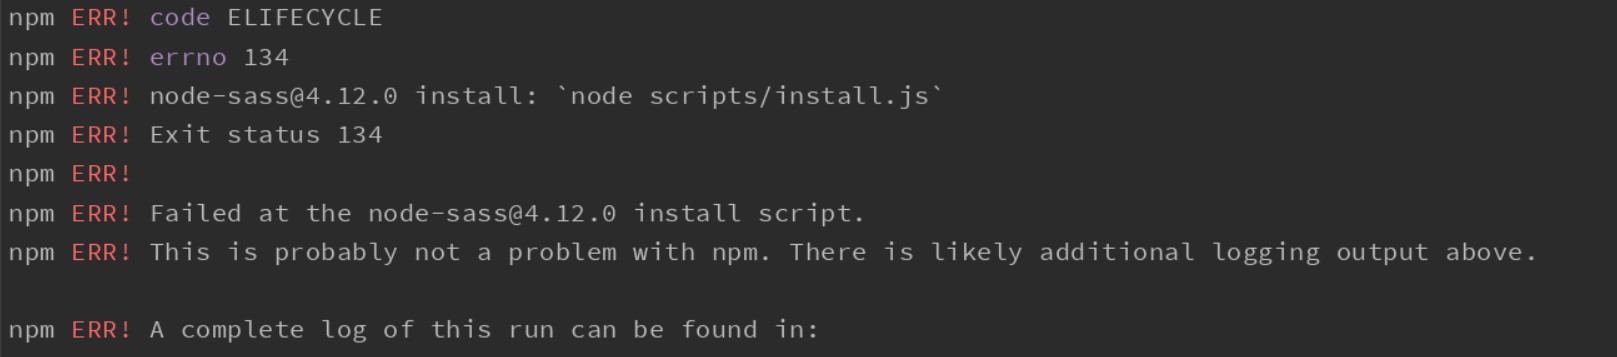 npm ERR! code ELIFECYCLE
npm ERR! errno 134
npm ERR! node-sass@4.12.0 install: `node scripts/install.js`
npm ERR! Exit status 134
npm ERR!
npm ERR! Failed at the node-sass@4.12.0 install script.
npm ERR! This is probably not a problem with npm. There is likely additional logging output above.
npm ERR! A complete log of this run can be found in: